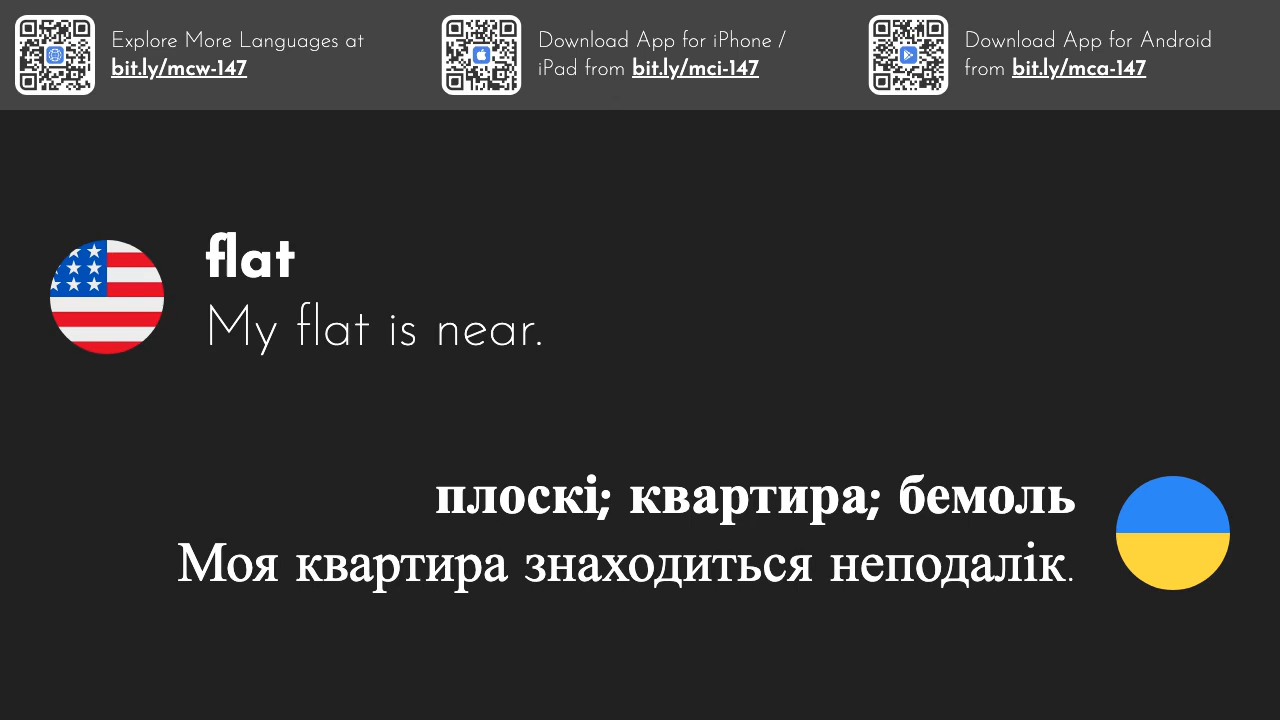 Explore More Languages at
bit.ly/mcw-147
Download App for iPhone /
iPad from bit.ly/mci-147
Download App for Android
from bit.ly/mca-147
flat
My flat is near.
плоскі; квартира; бемоль
Моя квартира знаходиться неподалік.